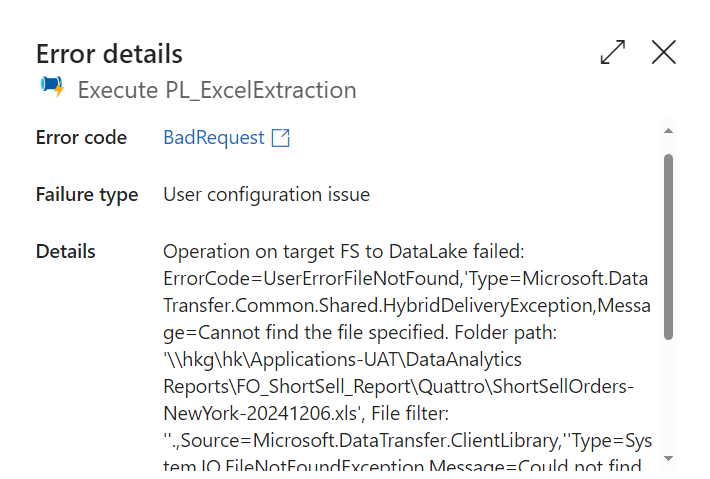 Error details
Execute PL_ExcelExtraction
Error code BadRequest
Failure type User configuration issue
Details Operation on target FS to DataLake failed:
ErrorCode=UserErrorFileNotFound,'Type=Microsoft.Data
Transfer.Common.Shared.HybridDeliveryException,Messa
ge=Cannot find the file specified. Folder path:
'\\hkg\hk\Applications-UAT\DataAnalytics
Reports\FO_ShortSell_Report\Quattro\ShortSellOrders-
NewYork-20241206.xls', File filter:
''.,Source=Microsoft.DataTransfer.ClientLibrary,''Type=Sys
tem.IO.FileNotFoundException,Message=Could not find